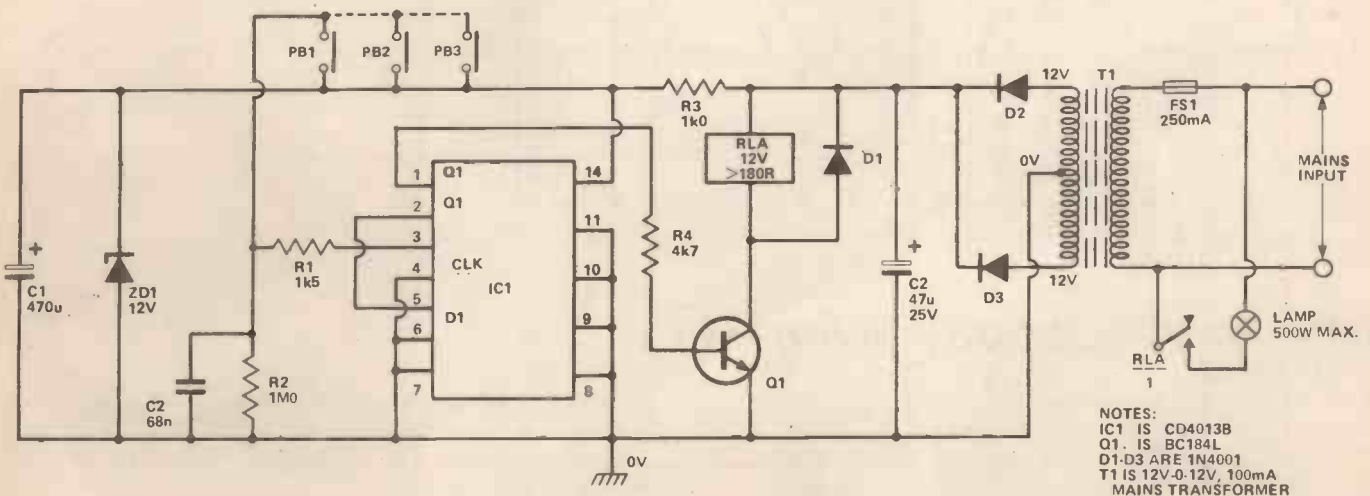 PB1
PB2
PB3
R3
1k0
D2
12V
T1
FS1
250mA
0V
MAINS
INPUT
RLA
12V
>180R
D1
1
Q1
14
2
Q1
3
CLK
11
4
IC1
10
5
D1
6
9
7
8
R4
4k7
R1
1k5
+
C1
470u
ZD1
12V
C2
68n
R2
1M0
+
C2
47u
25V
D3
12V
Q1
LAMP
500W MAX.
RLA
1
0V
NOTES:
IC1 IS CD4013B
Q1. IS BC184L
D1-D3 ARE 1N4001
T1 IS 12V-0-12V, 100mA
MAINS TRANSFORMER